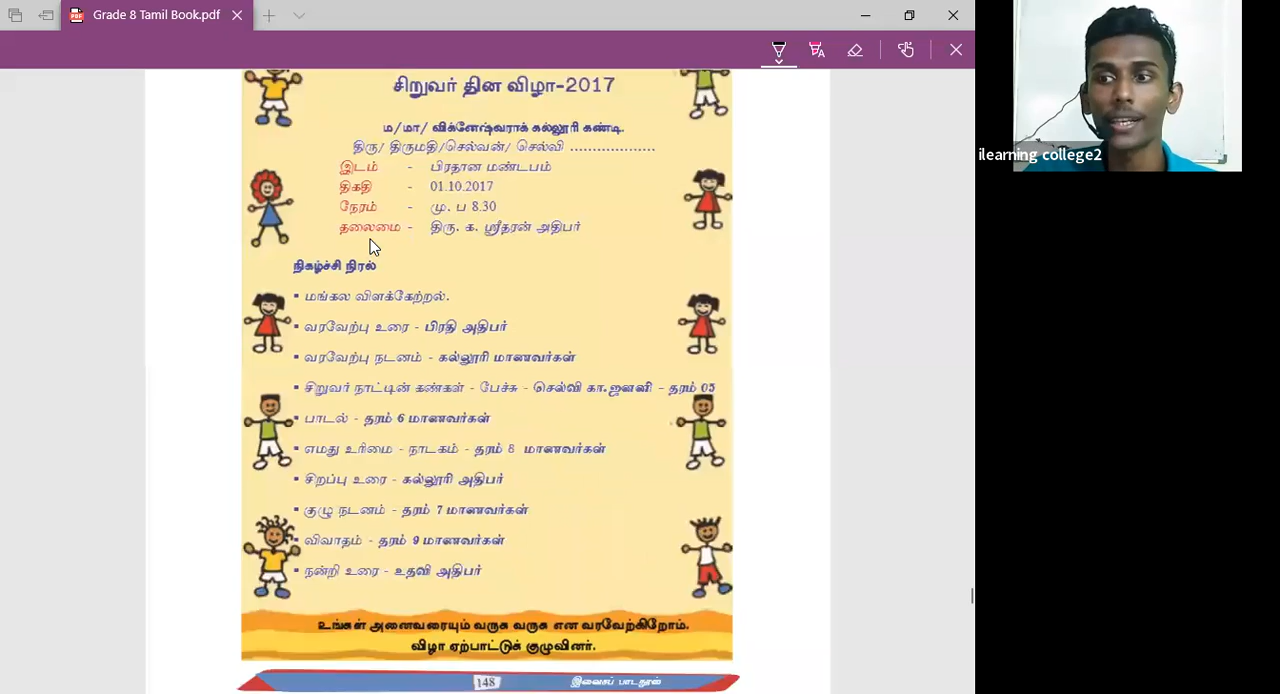 Grade 8 Tamil Book.pdf
சிறுவர் தின விழா-2017
ம/மா/ விக்னேஷ்வராக் கல்லூரி கண்டி.
திரு/ திருமதி/செல்வன்/ செல்வி ..................
இடம் - பிரதான மண்டபம்
திகதி - 01.10.2017
நேரம் - மு. ப 8.30
தலைமை - திரு. க. ஸ்ரீதரன் அதிபர்
நிகழ்ச்சி நிரல்
▪ மங்கல விளக்கேற்றல்.
▪ வரவேற்பு உரை - பிரதி அதிபர்
▪ வரவேற்பு நடனம் - கல்லூரி மாணவர்கள்
▪ சிறுவர் நாட்டின் கண்கள் - பேச்சு - செல்வி கா.ஜனனி - தரம் 05
▪ பாடல் - தரம் 6 மாணவர்கள்
▪ எமது உரிமை - நாடகம் - தரம் 8 மாணவர்கள்
▪ சிறப்பு உரை - கல்லூரி அதிபர்
▪ குழு நடனம் - தரம் 7 மாணவர்கள்
▪ விவாதம் - தரம் 9 மாணவர்கள்
▪ நன்றி உரை - உதவி அதிபர்
உங்கள் அனைவரையும் வருக வருக என வரவேற்கிறோம்.
விழா ஏற்பாட்டுக் குழுவினர்.
148 இலவசப் பாடநூல்
ilearning college2